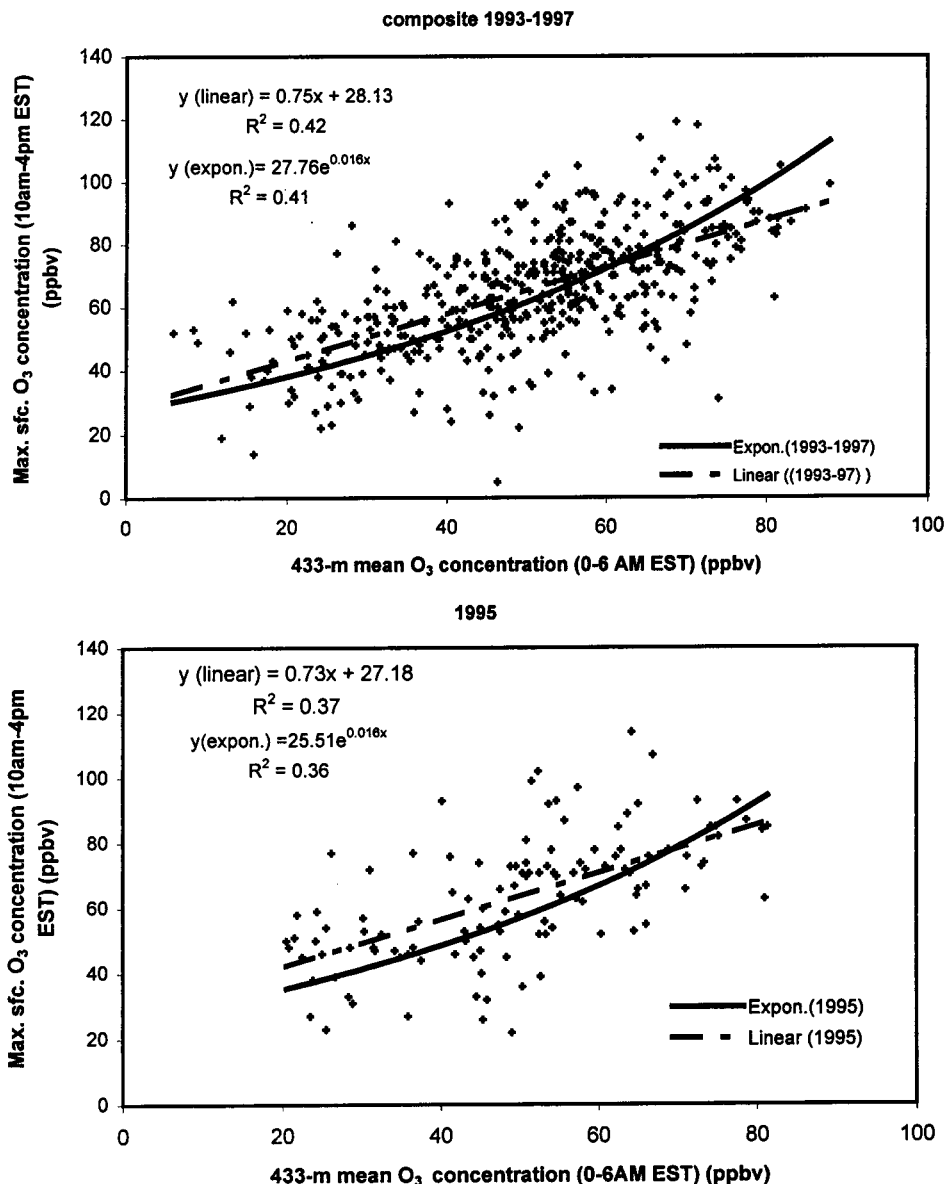 composite 1993-1997
Max. sfc. O3 concentration (10am-4pm EST)
(ppbv)
140
120
100
80
60
40
20
0
y (linear) = 0.75x + 28.13
R² = 0.42
y (expon.)= 27.76e^0.016x
R² = 0.41
Expon.(1993-1997)
Linear ((1993-97) )
0 20 40 60 80 100
433-m mean O3 concentration (0-6 AM EST) (ppbv)
1995
Max. sfc. O3 concentration (10am-4pm
EST) (ppbv)
140
120
100
80
60
40
20
0
y (linear) = 0.73x + 27.18
R² = 0.37
y(expon.) =25.51e^0.016x
R² = 0.36
Expon.(1995)
Linear (1995)
0 20 40 60 80 100
433-m mean O3 concentration (0-6AM EST) (ppbv)